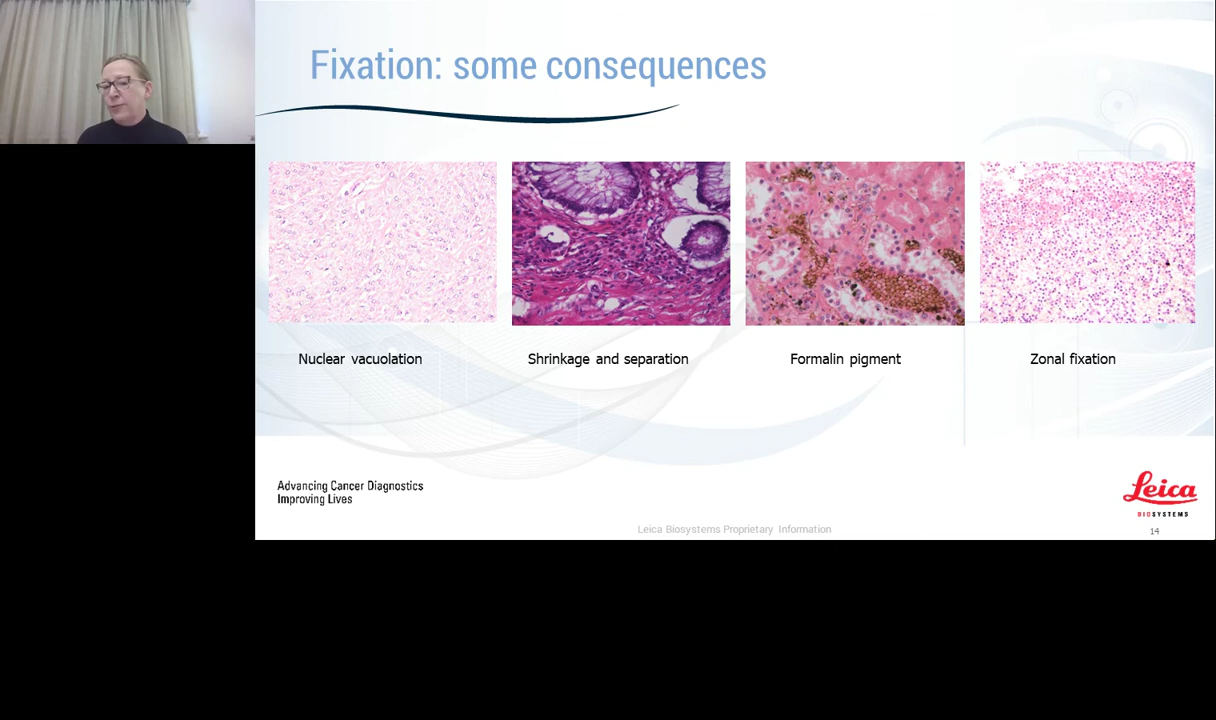 Fixation: some consequences
Nuclear vacuolation
Shrinkage and separation
Formalin pigment
Zonal fixation
Advancing Cancer Diagnostics
Improving Lives
Leica
BIOSYSTEMS
Leica Biosystems Proprietary Information
14